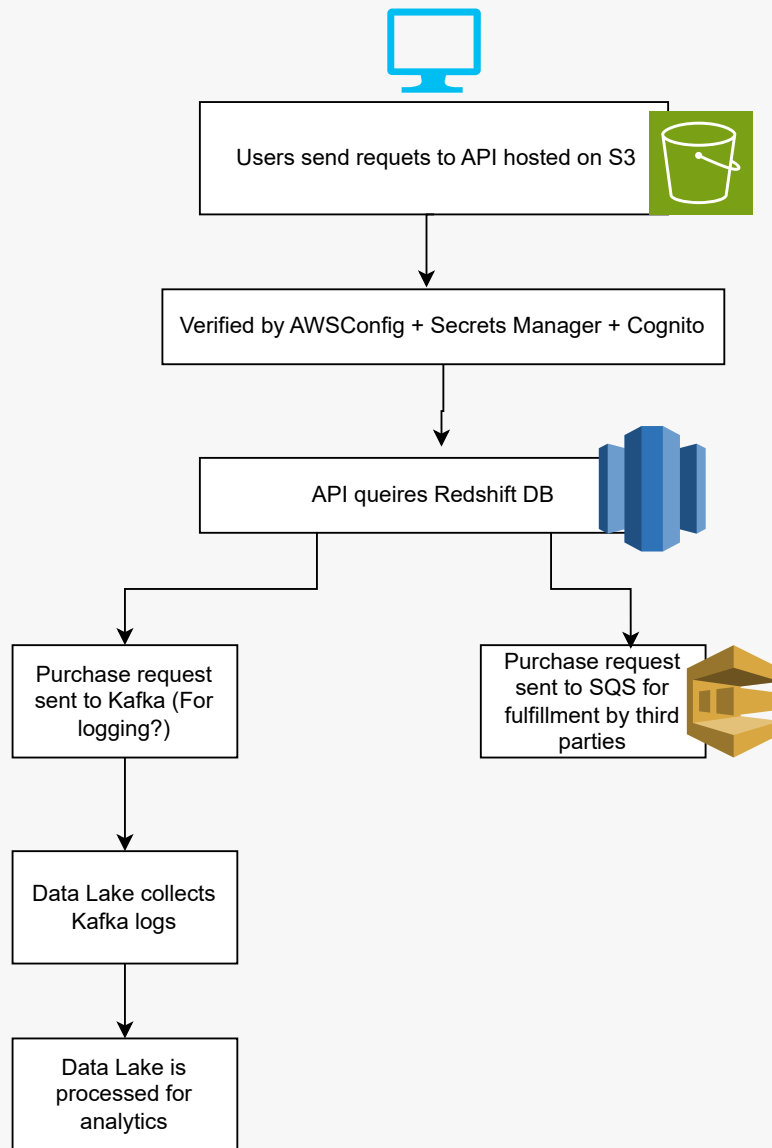 Users send requets to API hosted on S3
Verified by AWSConfig + Secrets Manager + Cognito
API queires Redshift DB
Purchase request
sent to Kafka (For
logging?)
Purchase request
sent to SQS for
fulfillment by third
parties
Data Lake collects
Kafka logs
Data Lake is
processed for
analytics